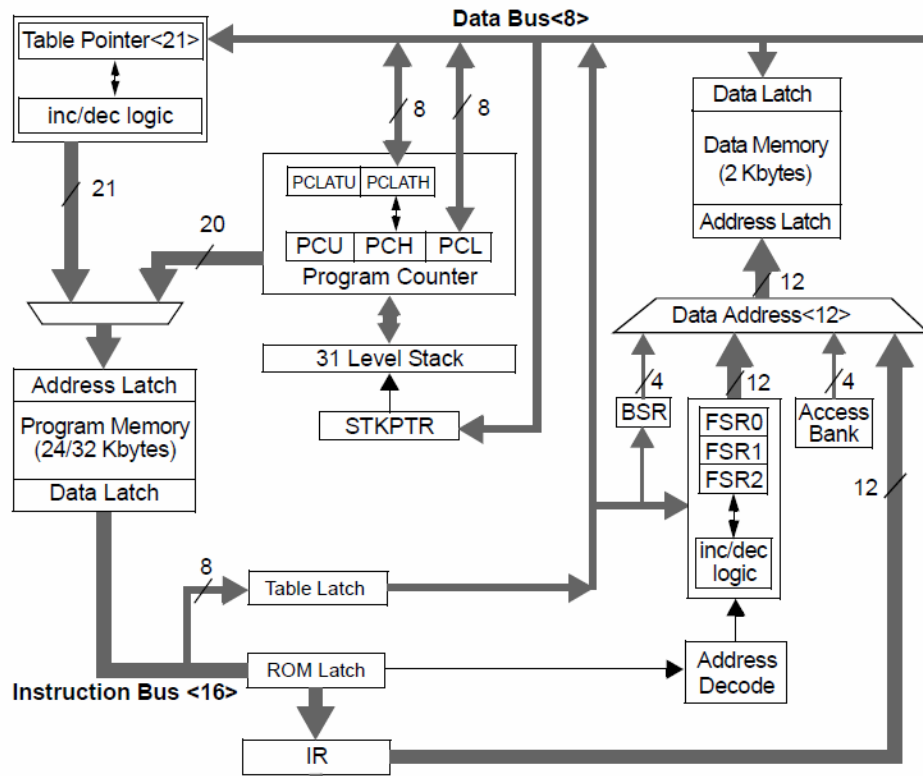 Data Bus<8>
Table Pointer<21>
inc/dec logic
21
8
8
PCLATU PCLATH
PCU PCH PCL
Program Counter
20
31 Level Stack
STKPTR
Address Latch
Program Memory
(24/32 Kbytes)
Data Latch
Data Latch
Data Memory
(2 Kbytes)
Address Latch
12
Data Address<12>
4
12
4
BSR
FSR0
FSR1
FSR2
inc/dec
logic
Access
Bank
12
8
Table Latch
ROM Latch
Address
Decode
Instruction Bus <16>
IR